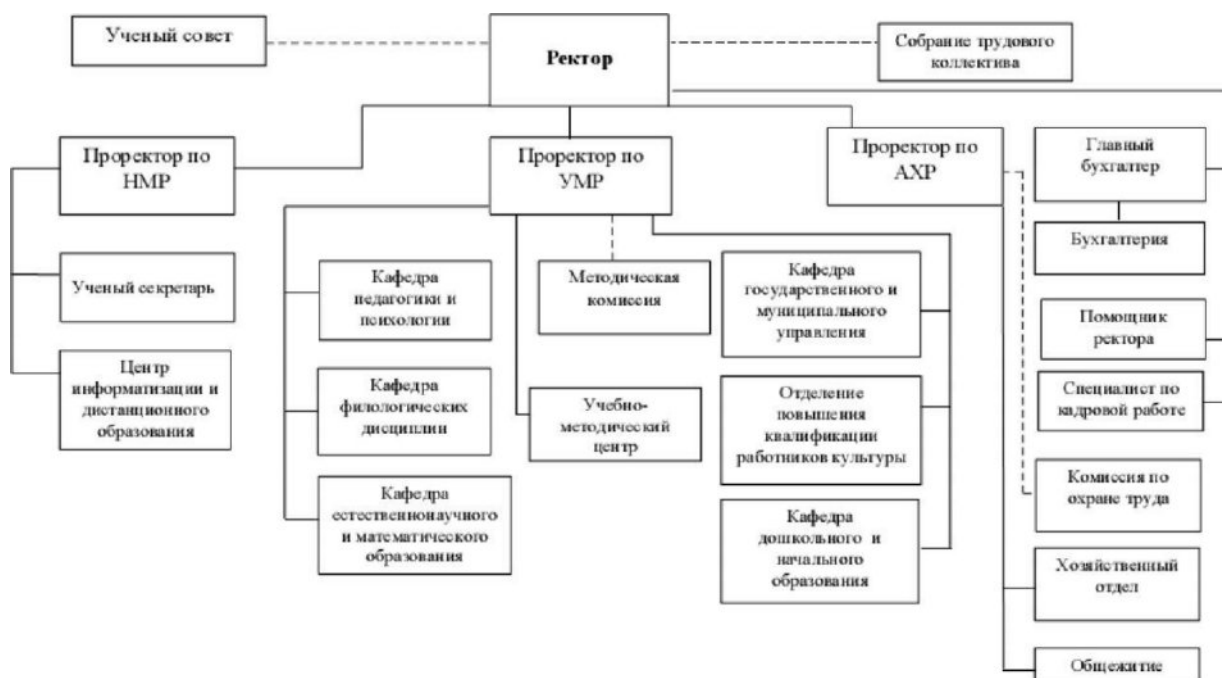 Ученый совет
Ректор
Собрание трудового
коллектива
Проректор по
НМР
Проректор по
УМР
Проректор по
АХР
Главный
бухгалтер
Бухгалтерия
Ученый секретарь
Кафедра
педагогики и
психологии
Методическая
комиссия
Кафедра
государственного и
муниципального
управления
Помощник
ректора
Центр
информатизации и
дистанционного
образования
Кафедра
филологических
дисциплин
Учебно-
методический
центр
Отделение
повышения
квалификации
работников культуры
Специалист по
кадровой работе
Кафедра
естественнонаучного
и математического
образования
Кафедра
дошкольного и
начального
образования
Комиссия по
охране труда
Хозяйственный
отдел
Общежитие